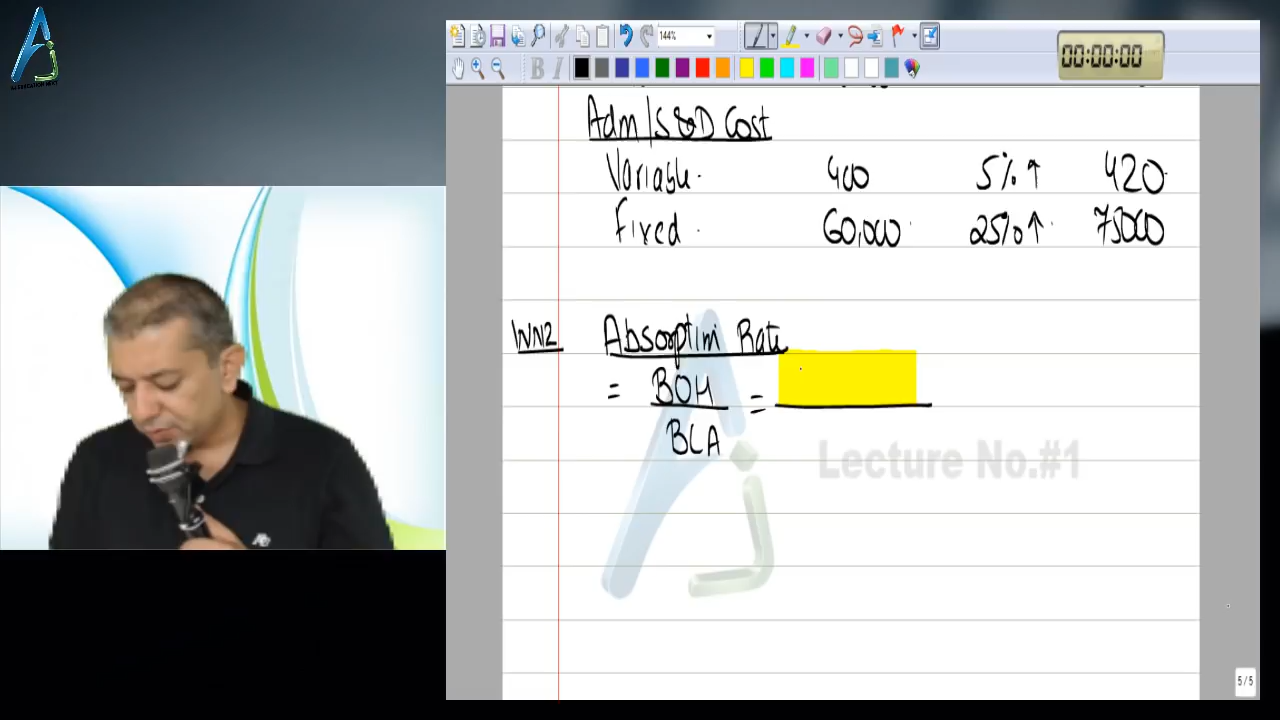 144%
00:00:00
Adm/S&D Cost
Variable. 400 5%↑ 420
Fixed 60,000 25%↑ 75000
WN2 Absorption Rate
= BOH =
BLA
Lecture No.#1
5/5